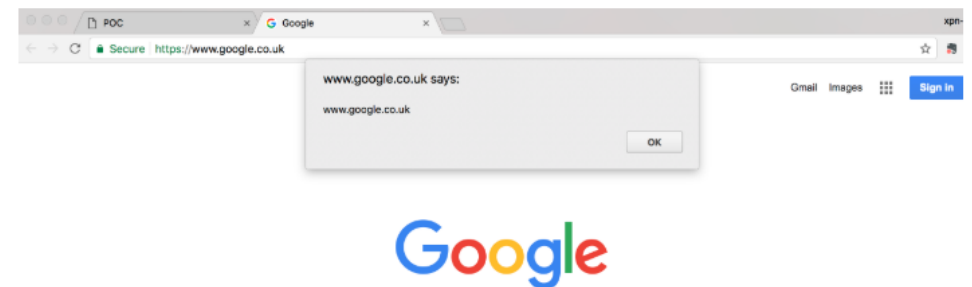 POC
Google
xpn-
Secure https://www.google.co.uk
www.google.co.uk says:
www.google.co.uk
OK
Gmail Images
Sign in
Google